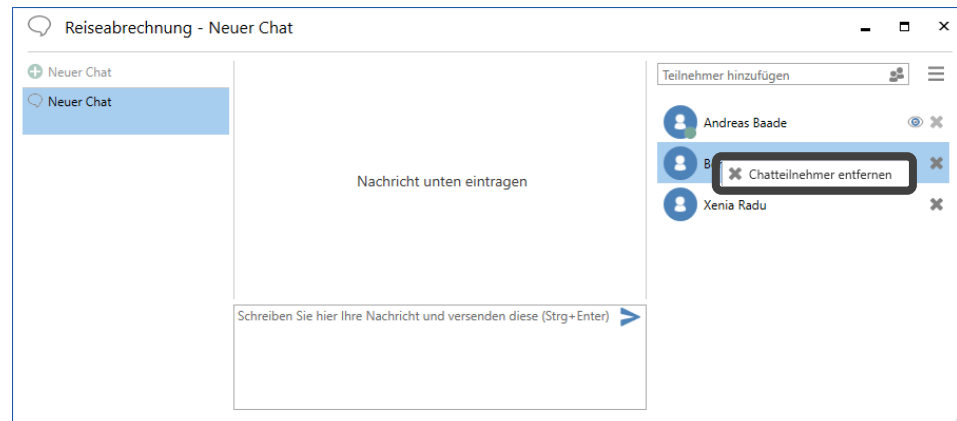 Reiseabrechnung - Neuer Chat
Neuer Chat
Neuer Chat
Nachricht unten eintragen
Schreiben Sie hier Ihre Nachricht und versenden diese (Strg+Enter)
Teilnehmer hinzufügen
Andreas Baade
Chatteilnehmer entfernen
Xenia Radu